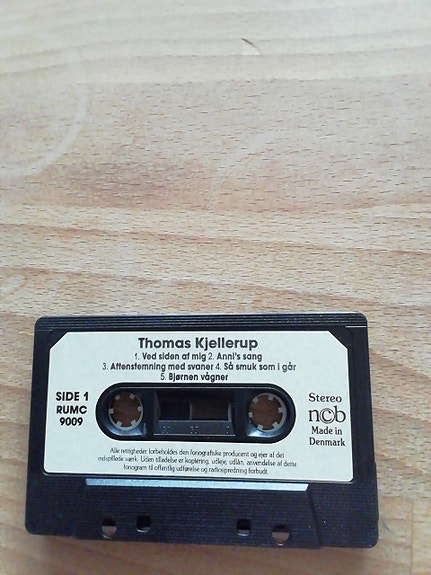 Thomas Kjellerup
1. Ved siden af mig 2. Anni's sang
3. Aftenstemning med svaner 4. Så smuk som i går
5. Bjørnen vågner
SIDE 1
RUMC
9009
Stereo
n©b
Made in
Denmark
Alle rettigheder forbeholdes den fonografiske producent og ejer af det
indspillede værk. Uden tilladelse er kopiering, udleje, udlån, anvendelse af dette
fonogram til offentlig udførelse og radiospredning forbudt.